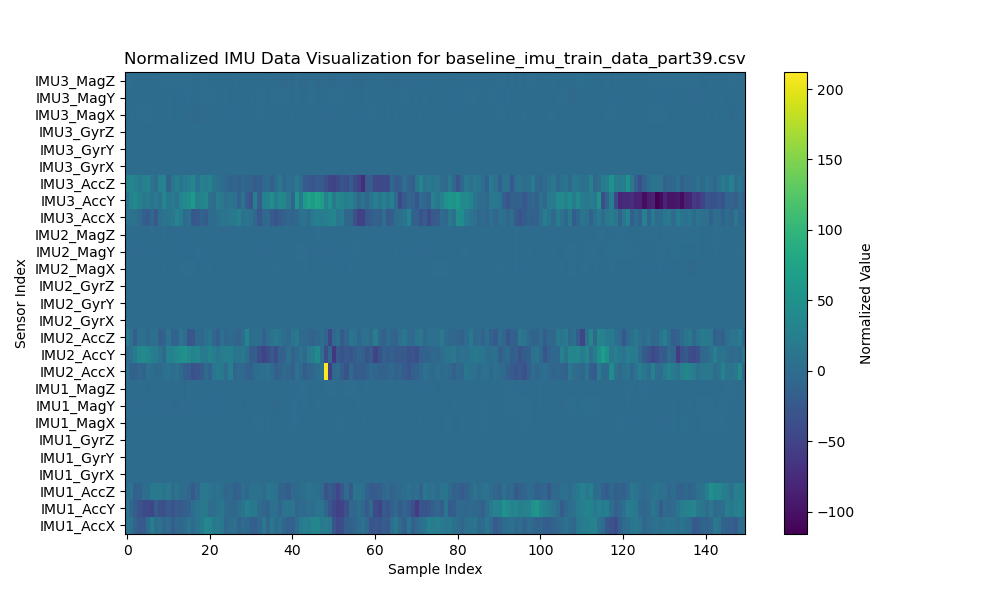 Normalized IMU Data Visualization for baseline_imu_train_data_part39.csv
IMU3_MagZ
IMU3_MagY
IMU3_MagX
IMU3_GyrZ
IMU3_GyrY
IMU3_GyrX
IMU3_AccZ
IMU3_AccY
IMU3_AccX
IMU2_MagZ
IMU2_MagY
IMU2_MagX
IMU2_GyrZ
IMU2_GyrY
IMU2_GyrX
IMU2_AccZ
IMU2_AccY
IMU2_AccX
IMU1_MagZ
IMU1_MagY
IMU1_MagX
IMU1_GyrZ
IMU1_GyrY
IMU1_GyrX
IMU1_AccZ
IMU1_AccY
IMU1_AccX
Sensor Index
0 20 40 60 80 100 120 140
Sample Index
200
150
100
50
0
−50
−100
Normalized Value